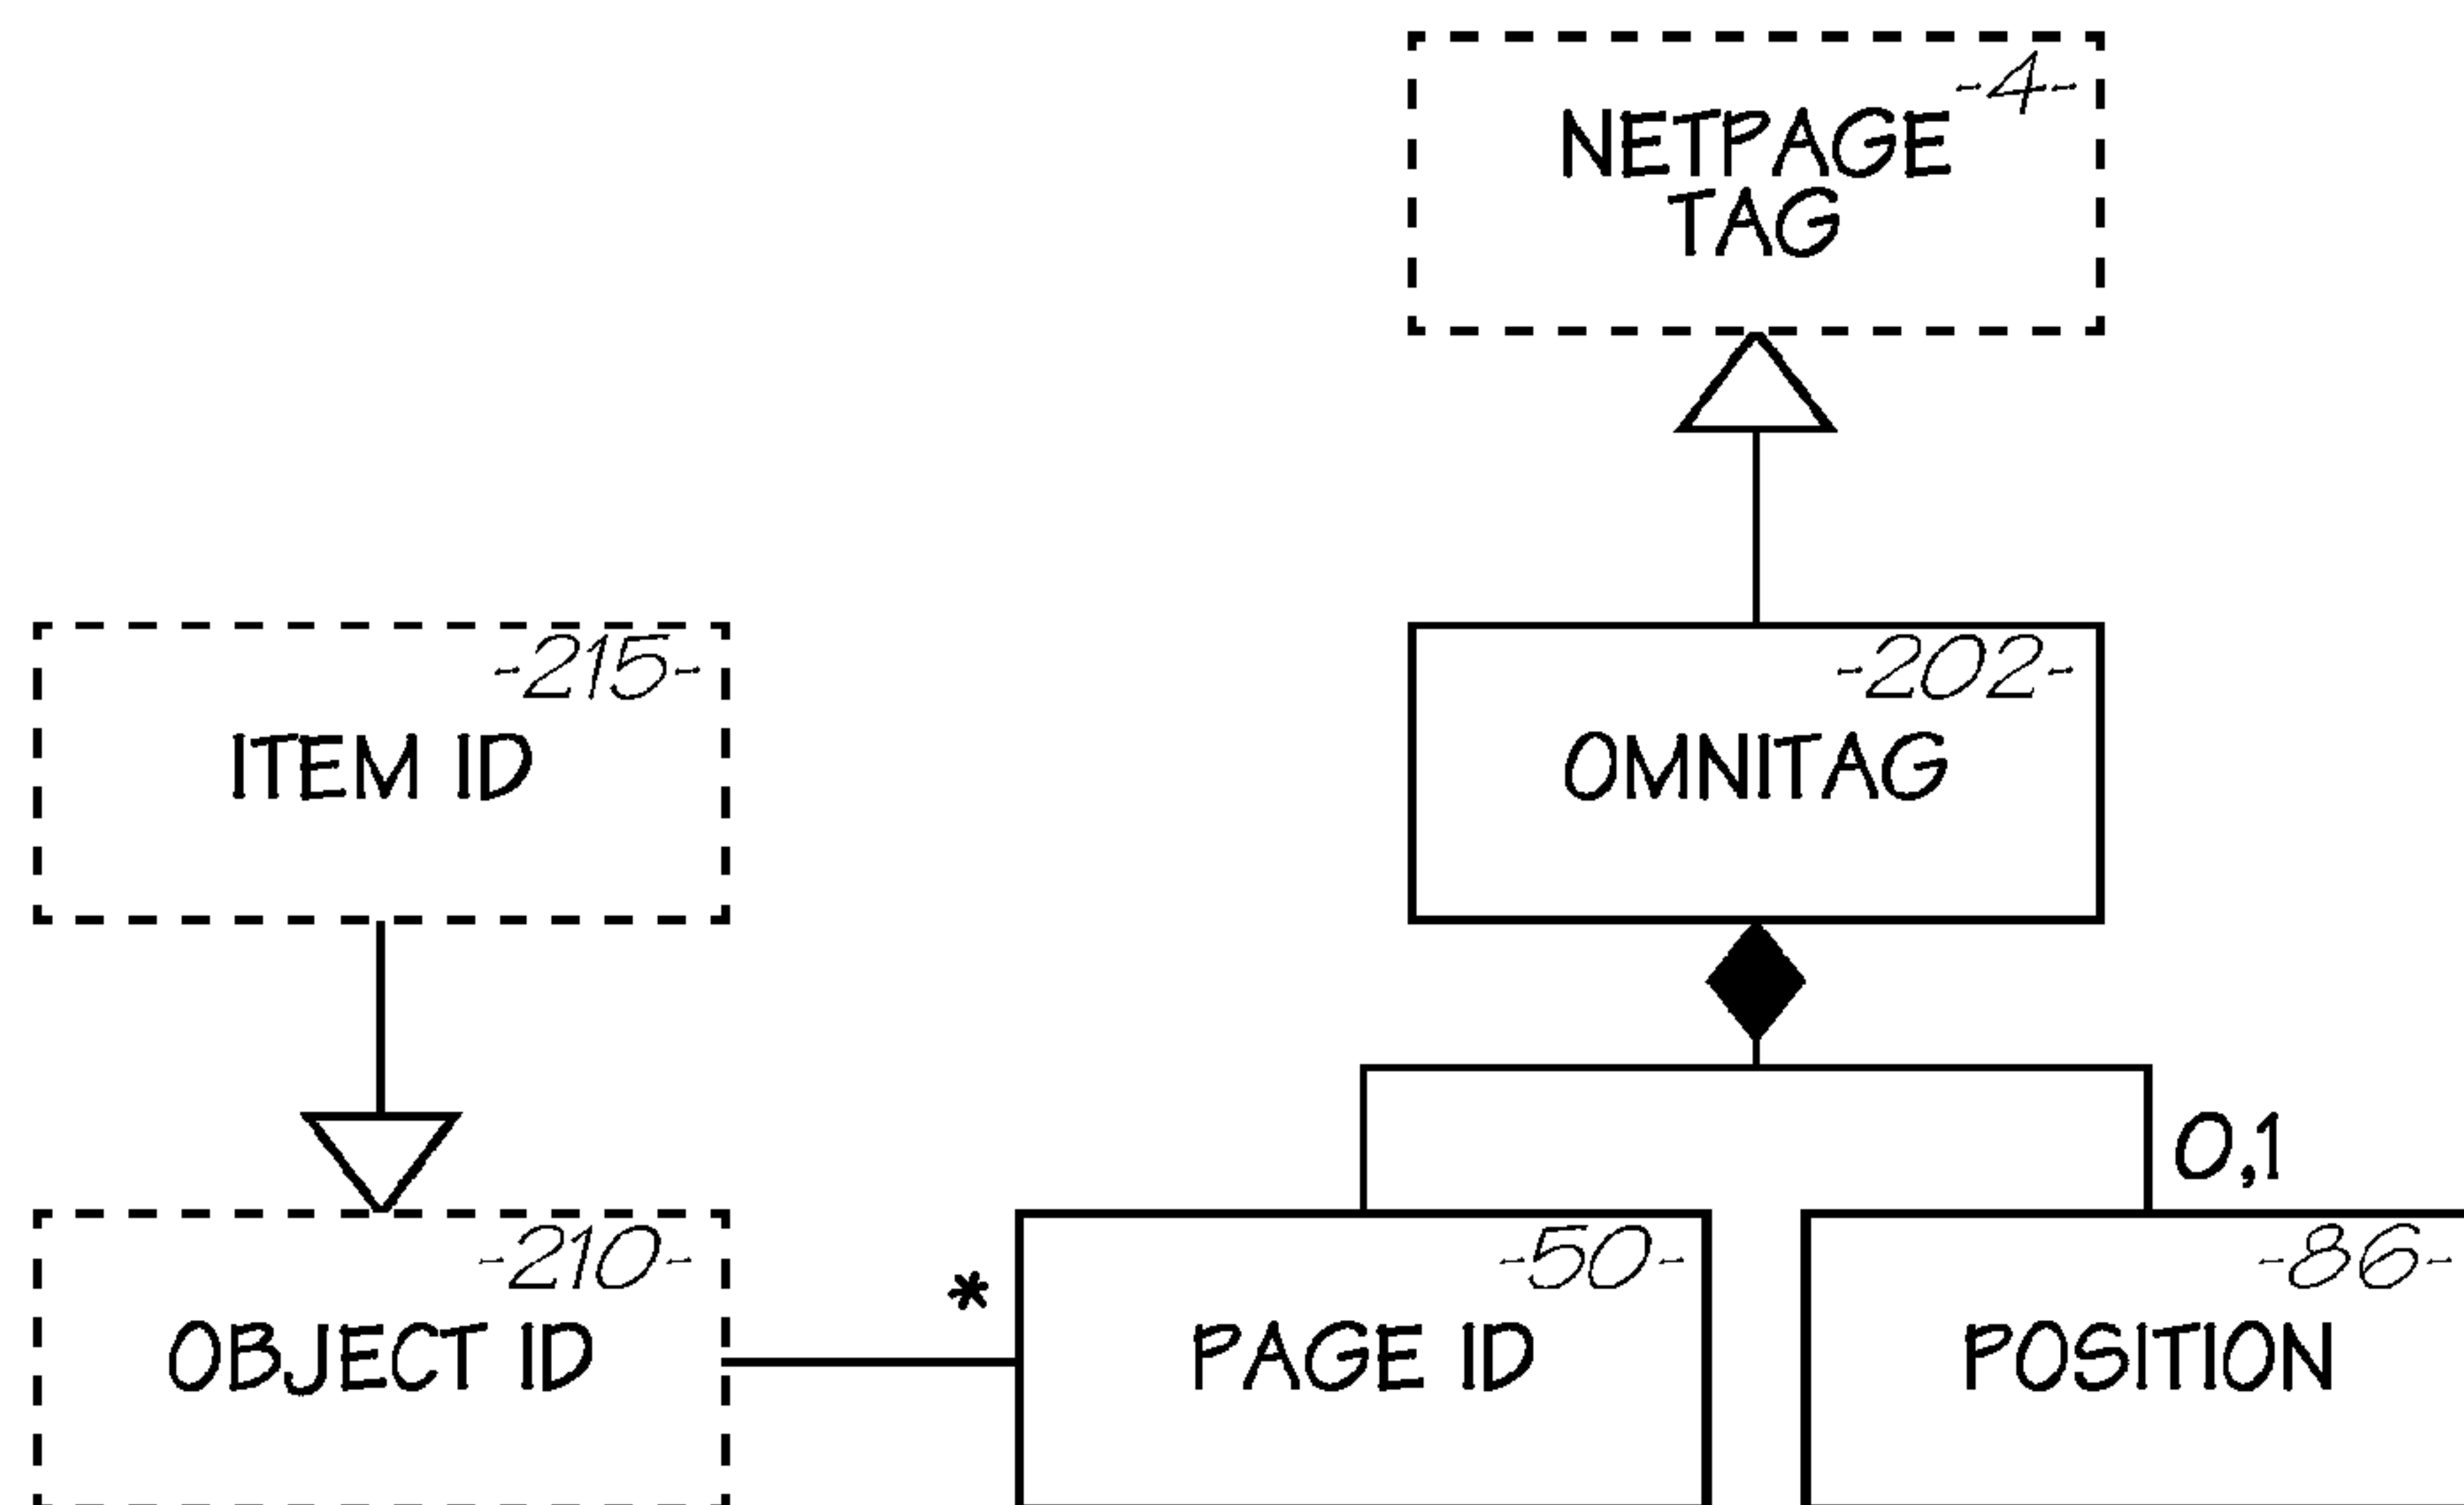 -4-
NETPAGE
TAG
-215-
ITEM ID
-202-
OMNITAG
0,1
-210-
OBJECT ID
*
-50-
PAGE ID
-86-
POSITION